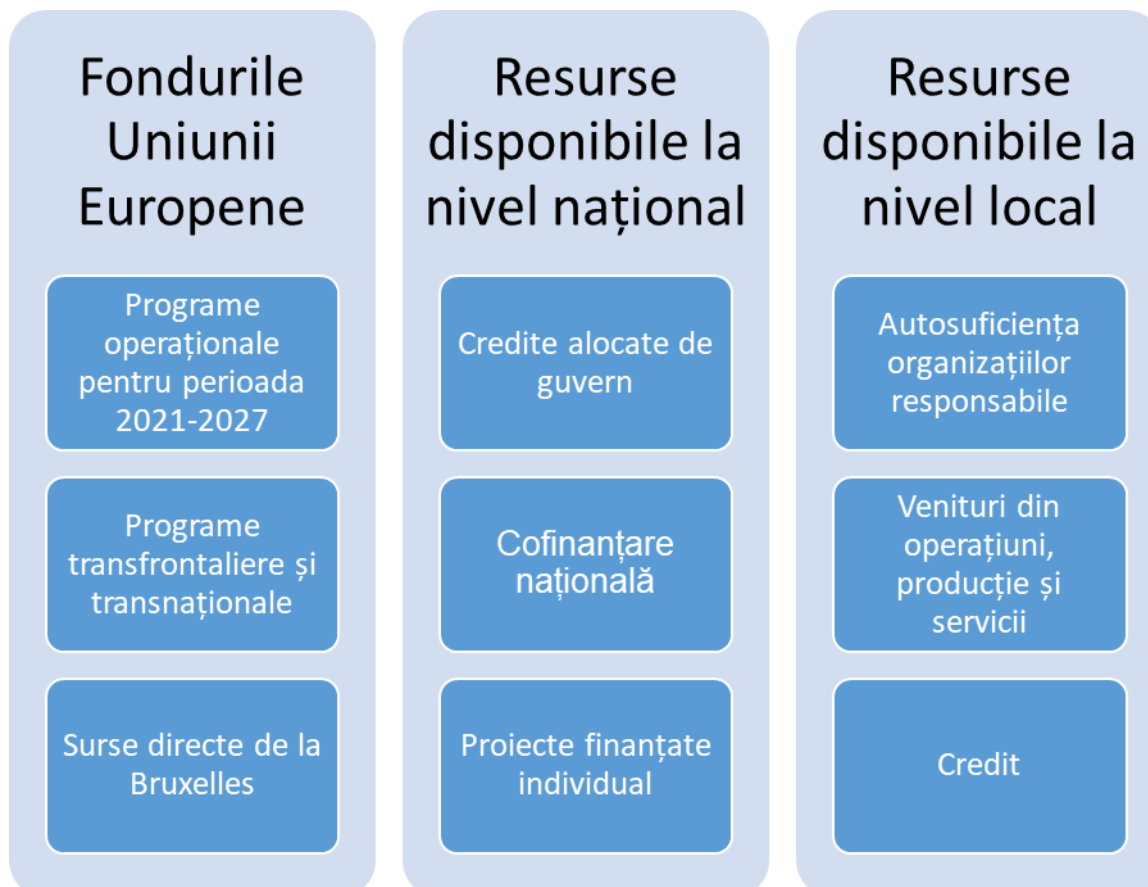 Fondurile
Uniunii
Europene
Programe
operaționale
pentru perioada
2021-2027
Programe
transfrontaliere și
transnaționale
Surse directe de la
Bruxelles
Resurse
disponibile la
nivel național
Credite alocate de
guvern
Cofinanțare
națională
Proiecte finanțate
individual
Resurse
disponibile la
nivel local
Autosuficiența
organizațiilor
responsabile
Venituri din
operațiuni,
producție și
servicii
Credit